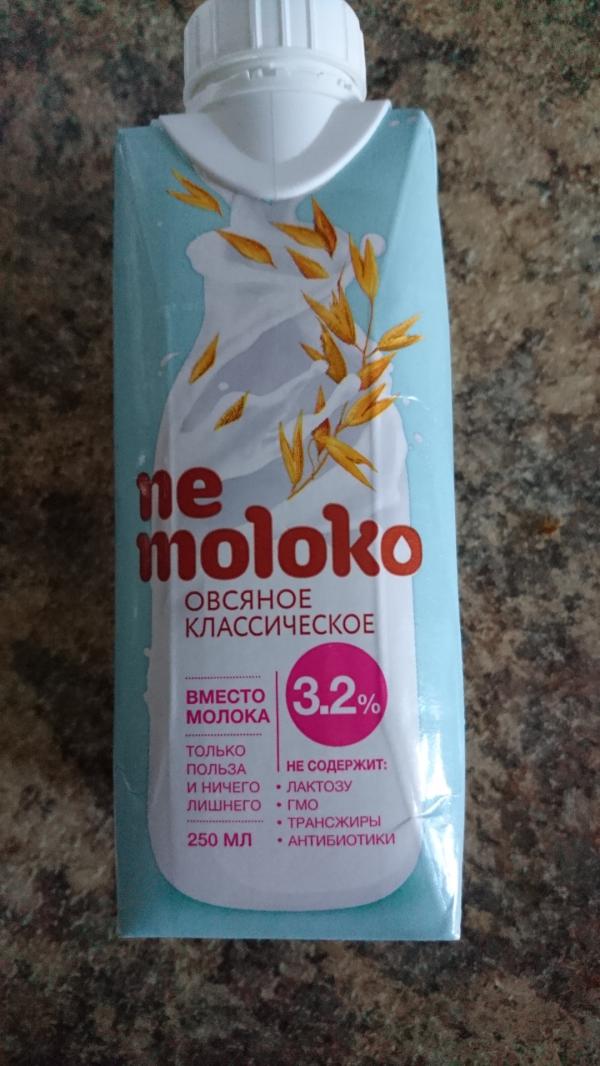 ne
moloko
ОВСЯНОЕ
КЛАССИЧЕСКОЕ
ВМЕСТО
МОЛОКА
3.2%
ТОЛЬКО
ПОЛЬЗА
И НИЧЕГО
ЛИШНЕГО
250 МЛ
НЕ СОДЕРЖИТ:
• ЛАКТОЗУ
• ГМО
• ТРАНСЖИРЫ
• АНТИБИОТИКИ